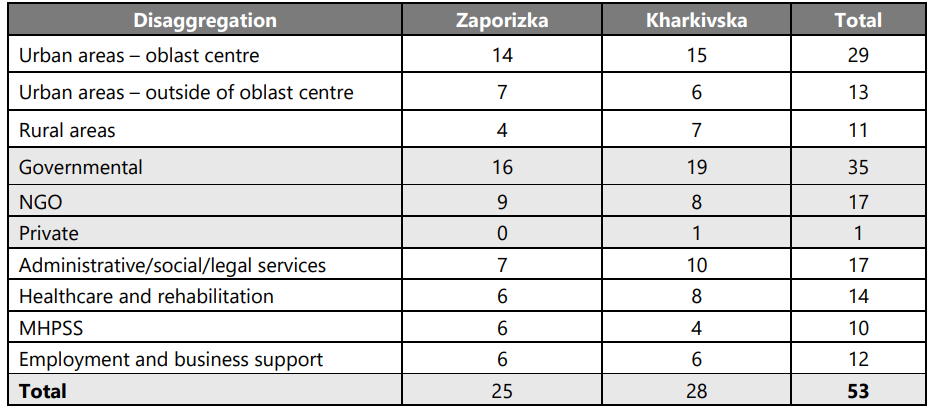 Disaggregation Zaporizka Kharkivska Total
Urban areas – oblast centre 14 15 29
Urban areas – outside of oblast centre 7 6 13
Rural areas 4 7 11
Governmental 16 19 35
NGO 9 8 17
Private 0 1 1
Administrative/social/legal services 7 10 17
Healthcare and rehabilitation 6 8 14
MHPSS 6 4 10
Employment and business support 6 6 12
Total 25 28 53